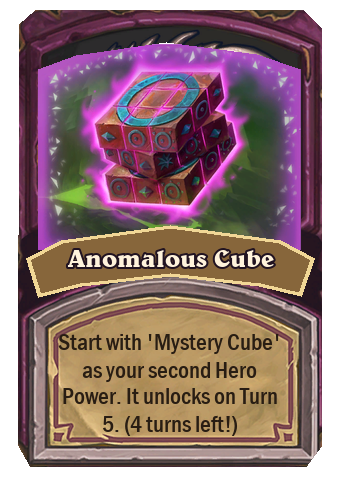 Anomalous Cube
Start with 'Mystery Cube'
as your second Hero
Power. It unlocks on Turn
5. (4 turns left!)